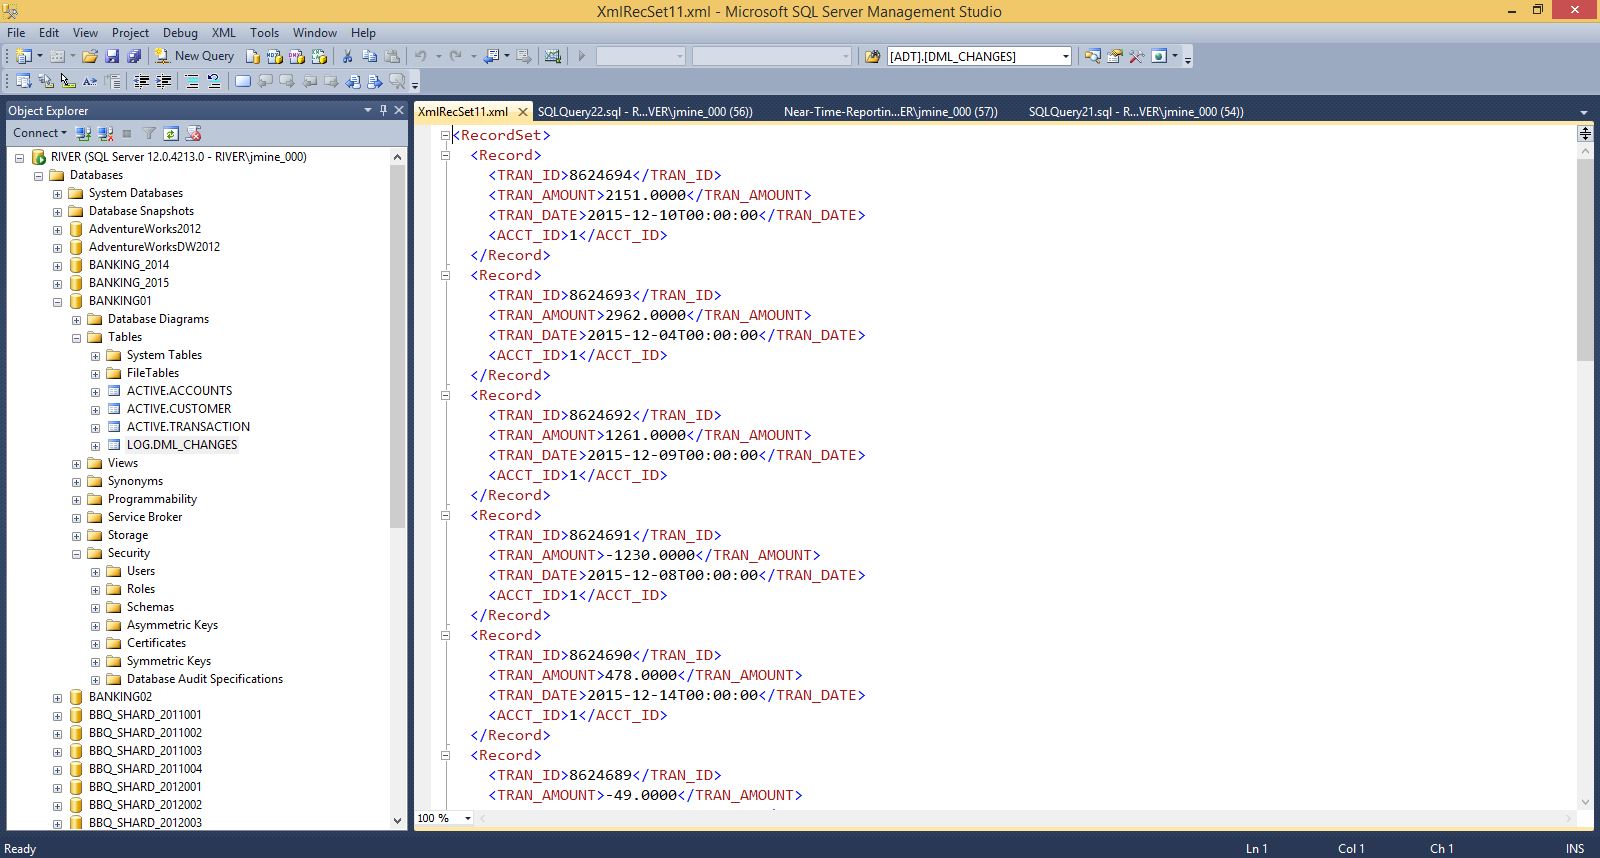 XmlRecSet11.xml - Microsoft SQL Server Management Studio
File Edit View Project Debug XML Tools Window Help
New Query [ADT].[DML_CHANGES]
Object Explorer
Connect
RIVER (SQL Server 12.0.4213.0 - RIVER\jmine_000)
Databases
System Databases
Database Snapshots
AdventureWorks2012
AdventureWorksDW2012
BANKING_2014
BANKING_2015
BANKING01
Database Diagrams
Tables
System Tables
FileTables
ACTIVE.ACCOUNTS
ACTIVE.CUSTOMER
ACTIVE.TRANSACTION
LOG.DML_CHANGES
Views
Synonyms
Programmability
Service Broker
Storage
Security
Users
Roles
Schemas
Asymmetric Keys
Certificates
Symmetric Keys
Database Audit Specifications
BANKING02
BBQ_SHARD_2011001
BBQ_SHARD_2011002
BBQ_SHARD_2011003
BBQ_SHARD_2011004
BBQ_SHARD_2012001
BBQ_SHARD_2012002
BBQ_SHARD_2012003
XmlRecSet11.xml SQLQuery22.sql - R...VER\jmine_000 (56)) Near-Time-Reportin...ER\jmine_000 (57)) SQLQuery21.sql - R...VER\jmine_000 (54))
<RecordSet>
<Record>
<TRAN_ID>8624694</TRAN_ID>
<TRAN_AMOUNT>2151.0000</TRAN_AMOUNT>
<TRAN_DATE>2015-12-10T00:00:00</TRAN_DATE>
<ACCT_ID>1</ACCT_ID>
</Record>
<Record>
<TRAN_ID>8624693</TRAN_ID>
<TRAN_AMOUNT>2962.0000</TRAN_AMOUNT>
<TRAN_DATE>2015-12-04T00:00:00</TRAN_DATE>
<ACCT_ID>1</ACCT_ID>
</Record>
<Record>
<TRAN_ID>8624692</TRAN_ID>
<TRAN_AMOUNT>1261.0000</TRAN_AMOUNT>
<TRAN_DATE>2015-12-09T00:00:00</TRAN_DATE>
<ACCT_ID>1</ACCT_ID>
</Record>
<Record>
<TRAN_ID>8624691</TRAN_ID>
<TRAN_AMOUNT>-1230.0000</TRAN_AMOUNT>
<TRAN_DATE>2015-12-08T00:00:00</TRAN_DATE>
<ACCT_ID>1</ACCT_ID>
</Record>
<Record>
<TRAN_ID>8624690</TRAN_ID>
<TRAN_AMOUNT>478.0000</TRAN_AMOUNT>
<TRAN_DATE>2015-12-14T00:00:00</TRAN_DATE>
<ACCT_ID>1</ACCT_ID>
</Record>
<Record>
<TRAN_ID>8624689</TRAN_ID>
<TRAN_AMOUNT>-49.0000</TRAN_AMOUNT>
100 %
Ready Ln 1 Col 1 Ch 1 INS